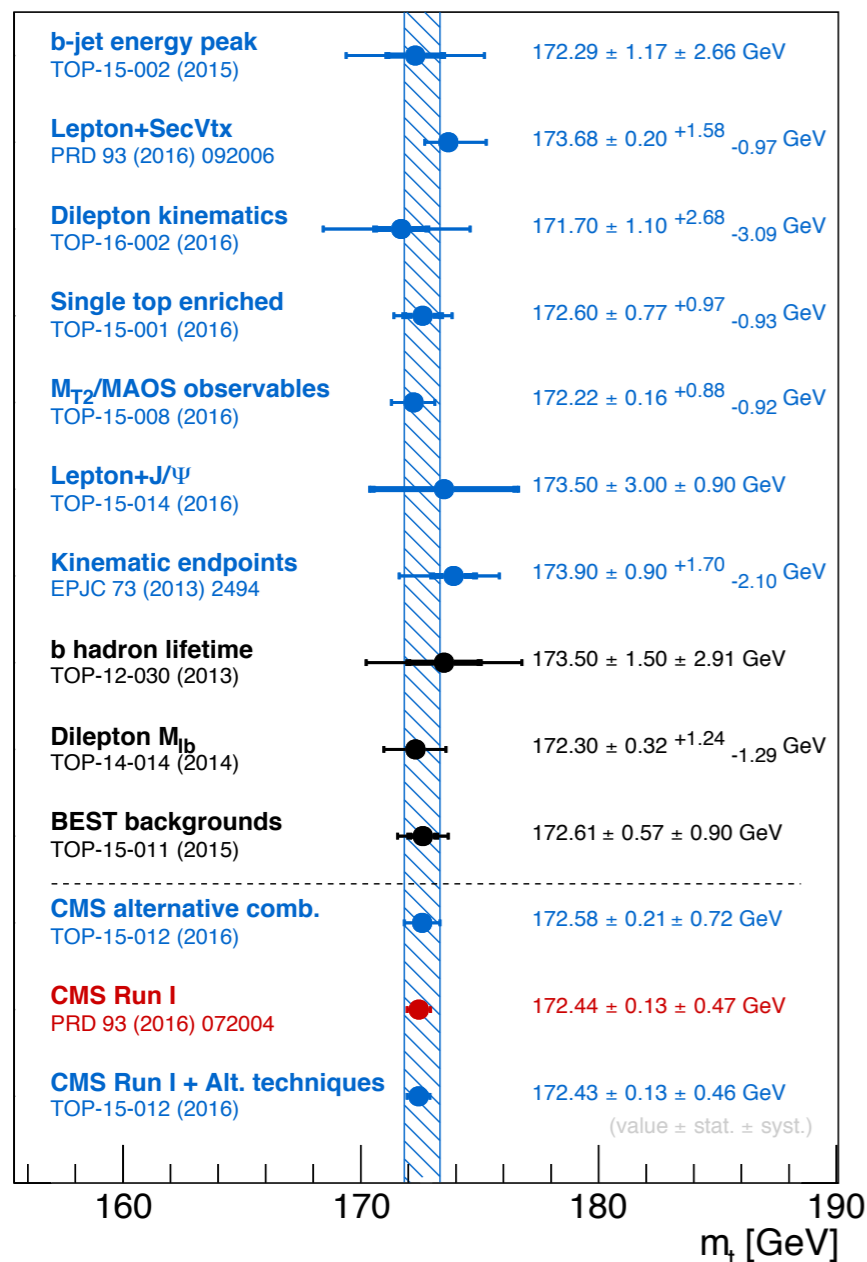 b-jet energy peak
TOP-15-002 (2015)
172.29 ± 1.17 ± 2.66 GeV
Lepton+SecVtx
PRD 93 (2016) 092006
173.68 ± 0.20 +1.58 -0.97 GeV
Dilepton kinematics
TOP-16-002 (2016)
171.70 ± 1.10 +2.68 -3.09 GeV
Single top enriched
TOP-15-001 (2016)
172.60 ± 0.77 +0.97 -0.93 GeV
MT2/MAOS observables
TOP-15-008 (2016)
172.22 ± 0.16 +0.88 -0.92 GeV
Lepton+J/Ψ
TOP-15-014 (2016)
173.50 ± 3.00 ± 0.90 GeV
Kinematic endpoints
EPJC 73 (2013) 2494
173.90 ± 0.90 +1.70 -2.10 GeV
b hadron lifetime
TOP-12-030 (2013)
173.50 ± 1.50 ± 2.91 GeV
Dilepton Mlb
TOP-14-014 (2014)
172.30 ± 0.32 +1.24 -1.29 GeV
BEST backgrounds
TOP-15-011 (2015)
172.61 ± 0.57 ± 0.90 GeV
CMS alternative comb.
TOP-15-012 (2016)
172.58 ± 0.21 ± 0.72 GeV
CMS Run I
PRD 93 (2016) 072004
172.44 ± 0.13 ± 0.47 GeV
CMS Run I + Alt. techniques
TOP-15-012 (2016)
172.43 ± 0.13 ± 0.46 GeV
(value ± stat. ± syst.)
160 170 180 190
mt [GeV]